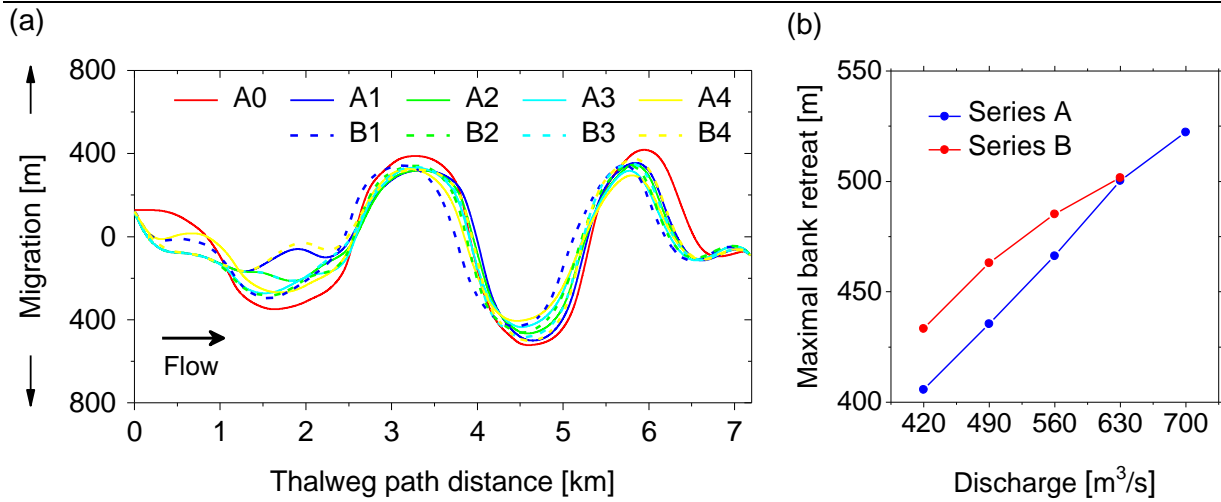 (a)
Migration [m]
800
400
0
400
800
A0 A1 A2 A3 A4
B1 B2 B3 B4
Flow
0 1 2 3 4 5 6 7
Thalweg path distance [km]
(b)
Maximal bank retreat [m]
550
500
450
400
Series A
Series B
420 490 560 630 700
Discharge [m³/s]